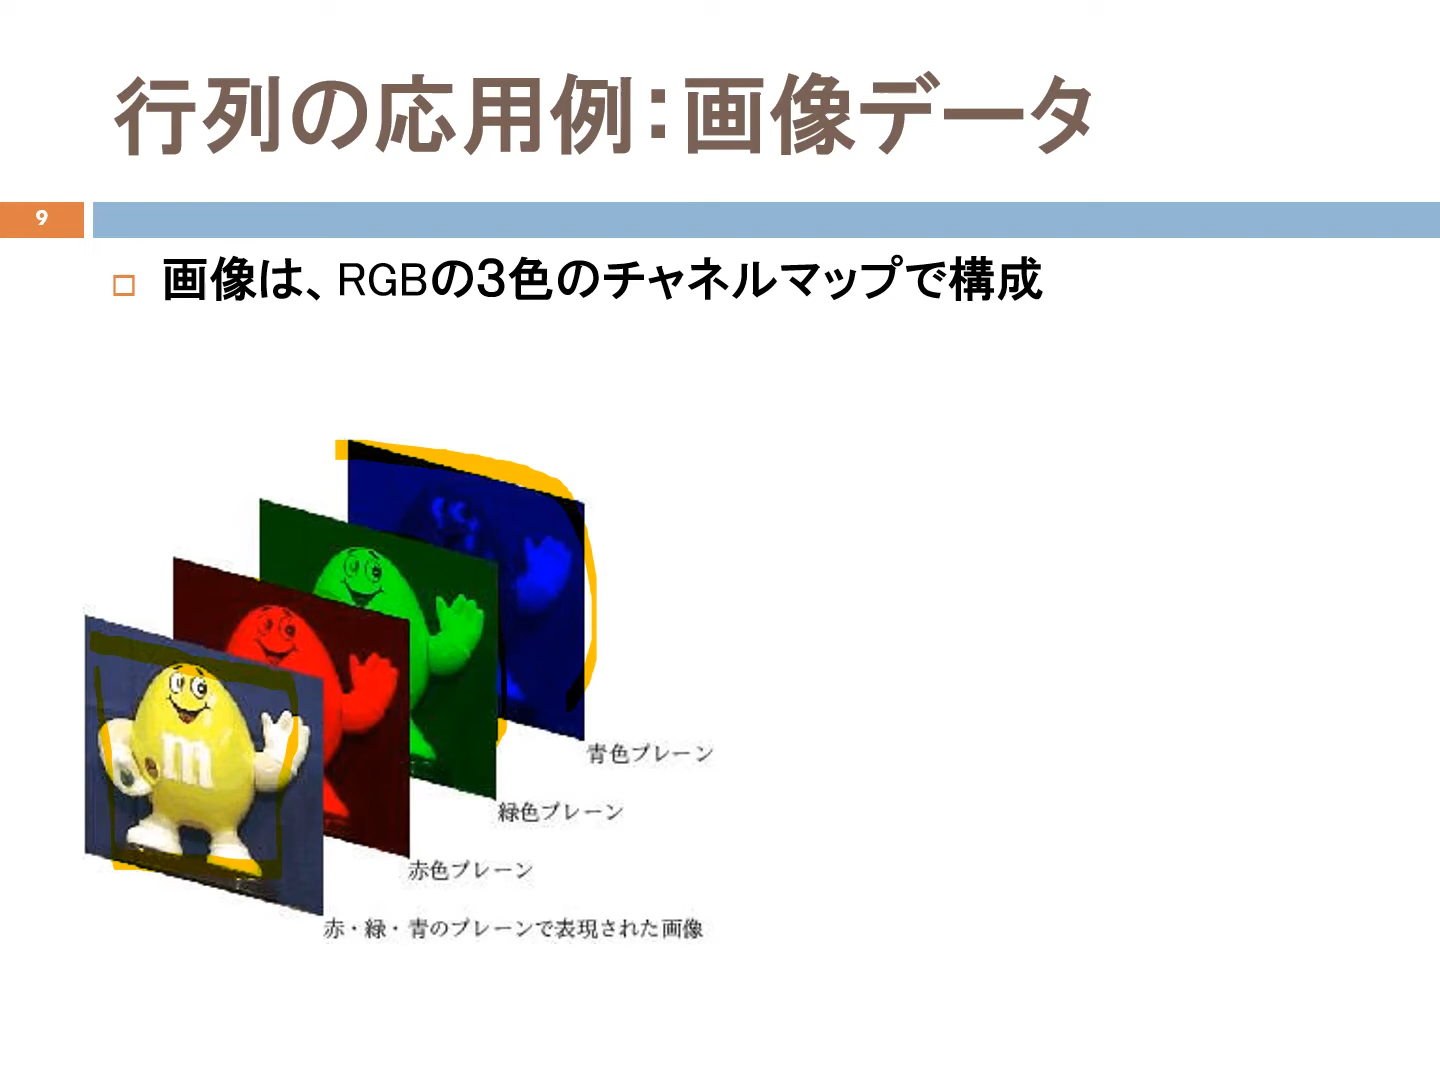 行列の応用例：画像データ
9
画像は、RGBの3色のチャネルマップで構成
青色プレーン
緑色プレーン
赤色プレーン
赤・緑・青のプレーンで表現された画像
m